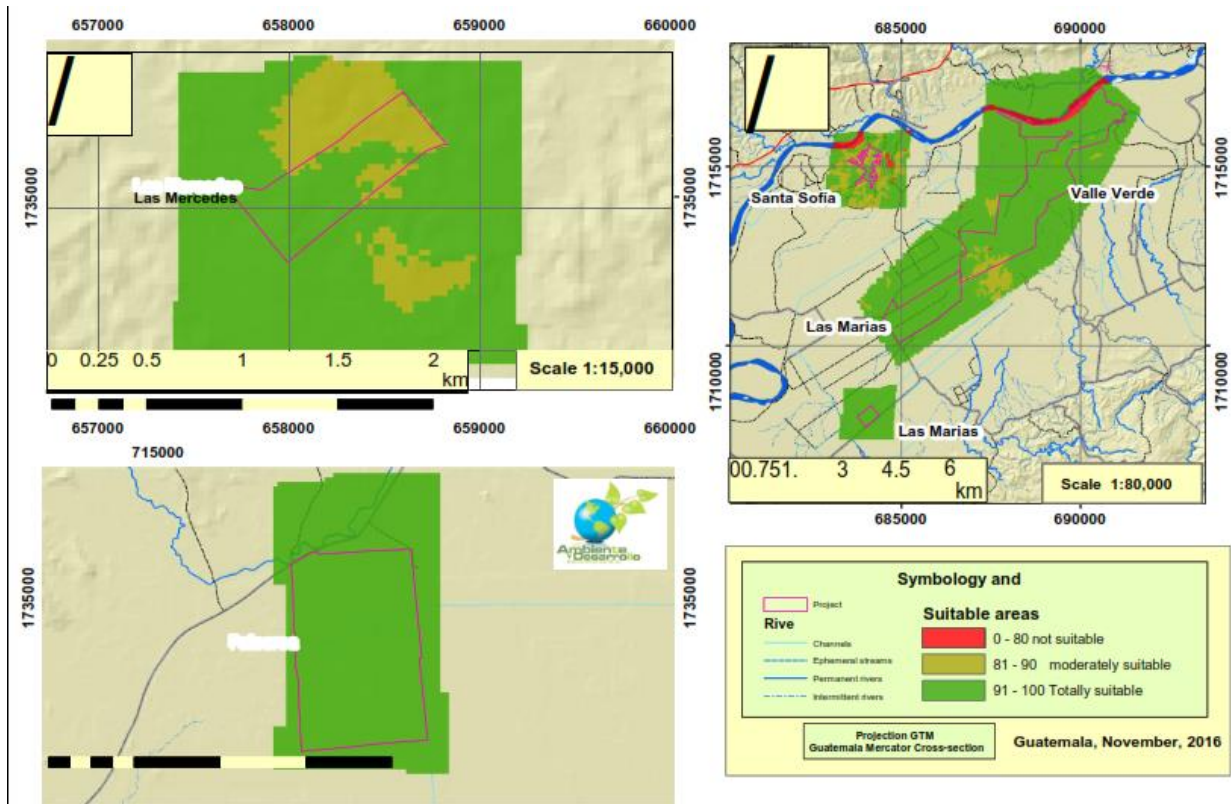 657000 658000 659000 660000
1735000 1735000
Las Mercedes
0 0.25 0.5 1 1.5 2
km
Scale 1:15,000
657000 658000 659000 660000
685000 690000
1715000 1715000
Santa Sofía
Valle Verde
Las Marias
1710000 1710000
Las Marias
00.751. 3 4.5 6
km
Scale 1:80,000
685000 690000
715000
1735000 1735000
Ambiente
y Desarrollo
Symbology and
Project
Rive
Channels
Ephemeral streams
Permanent rivers
Intermittent rivers
Suitable areas
0 - 80 not suitable
81 - 90 moderately suitable
91 - 100 Totally suitable
Projection GTM
Guatemala Mercator Cross-section
Guatemala, November, 2016